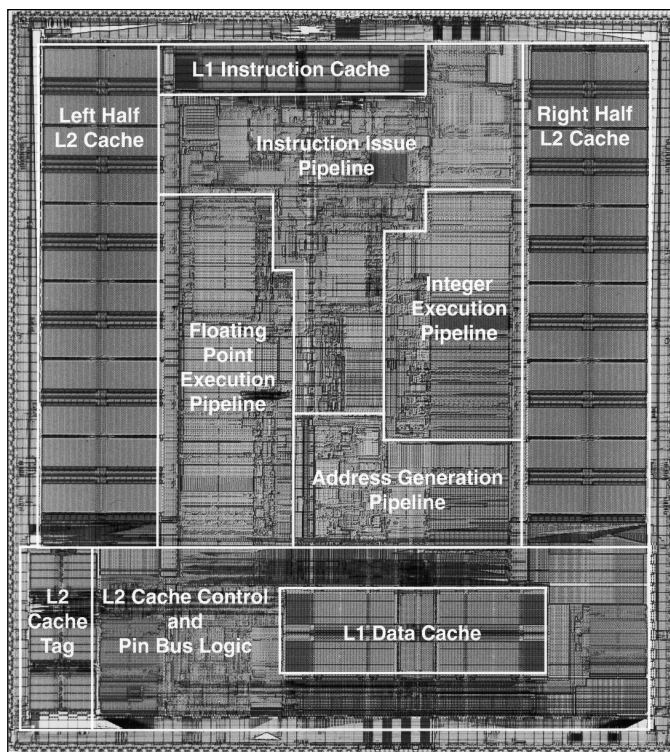 L1 Instruction Cache
Left Half
L2 Cache
Instruction Issue
Pipeline
Right Half
L2 Cache
Integer
Execution
Pipeline
Floating
Point
Execution
Pipeline
Address Generation
Pipeline
L2
Cache
Tag
L2 Cache Control
and
Pin Bus Logic
L1 Data Cache